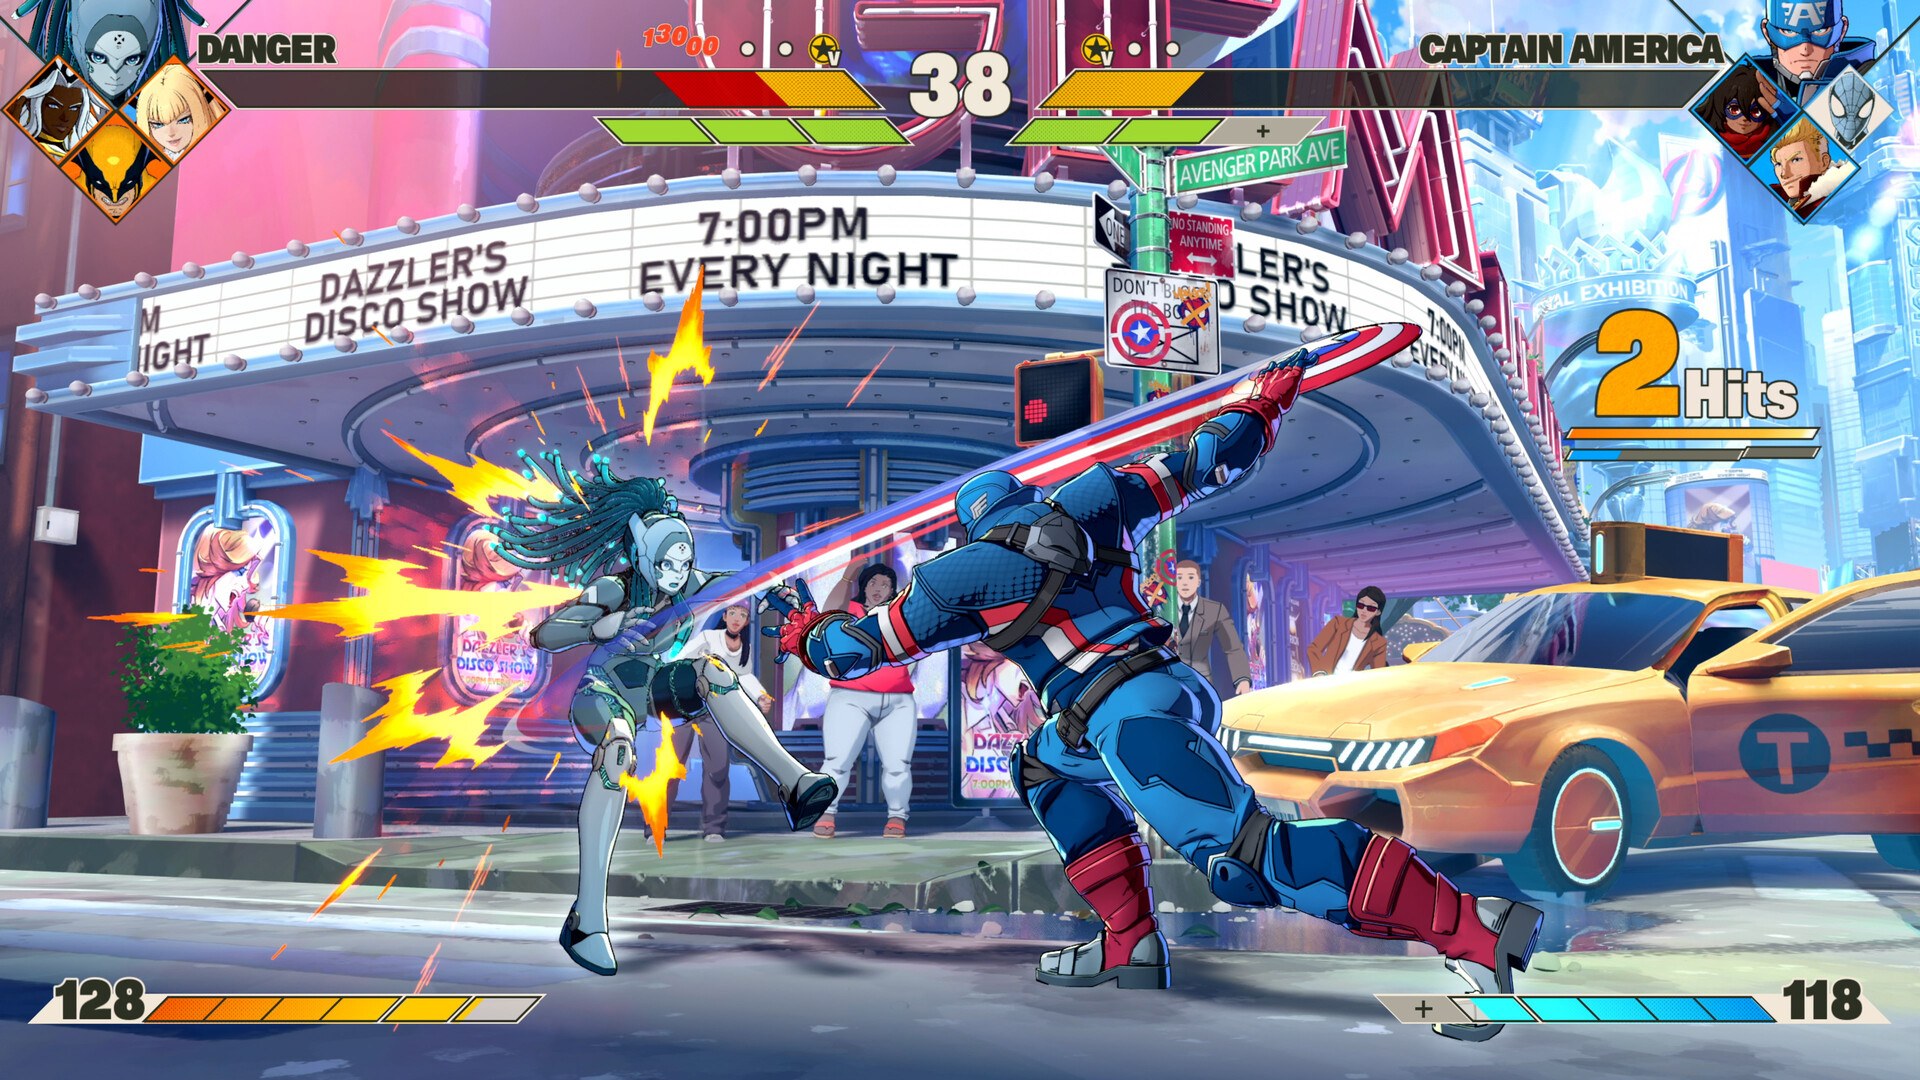 DANGER
13000
V
38
V
CAPTAIN AMERICA
A
+
AVENGER PARK AVE
ONE
NO STANDING
ANYTIME
DON'T
7:00PM
EVERY NIGHT
DAZZLER'S
DISCO SHOW
M
IGHT
LER'S
O SHOW
7:00PM
EVERY
AL EXHIBITION
2 Hits
DAZZLER'S
DISCO SHOW
DAZZ
DISC
7:00PM
T
128
+
118